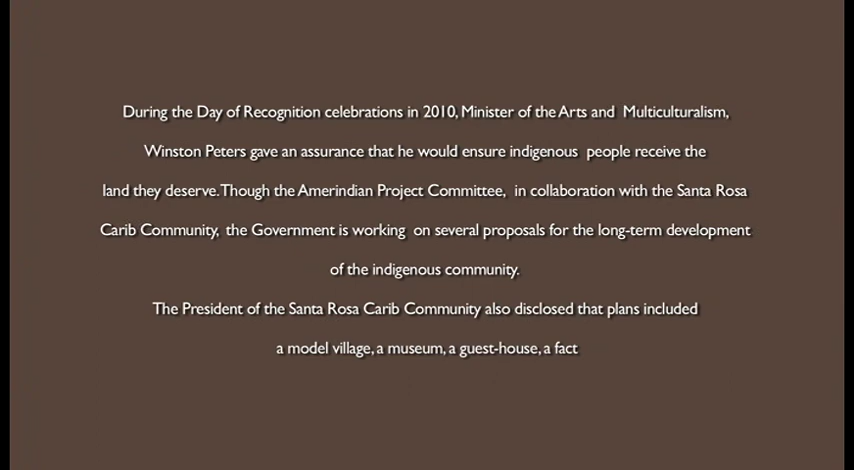 During the Day of Recognition celebrations in 2010, Minister of the Arts and Multiculturalism,
Winston Peters gave an assurance that he would ensure indigenous people receive the
land they deserve. Though the Amerindian Project Committee, in collaboration with the Santa Rosa
Carib Community, the Government is working on several proposals for the long-term development
of the indigenous community.
The President of the Santa Rosa Carib Community also disclosed that plans included
a model village, a museum, a guest-house, a fact